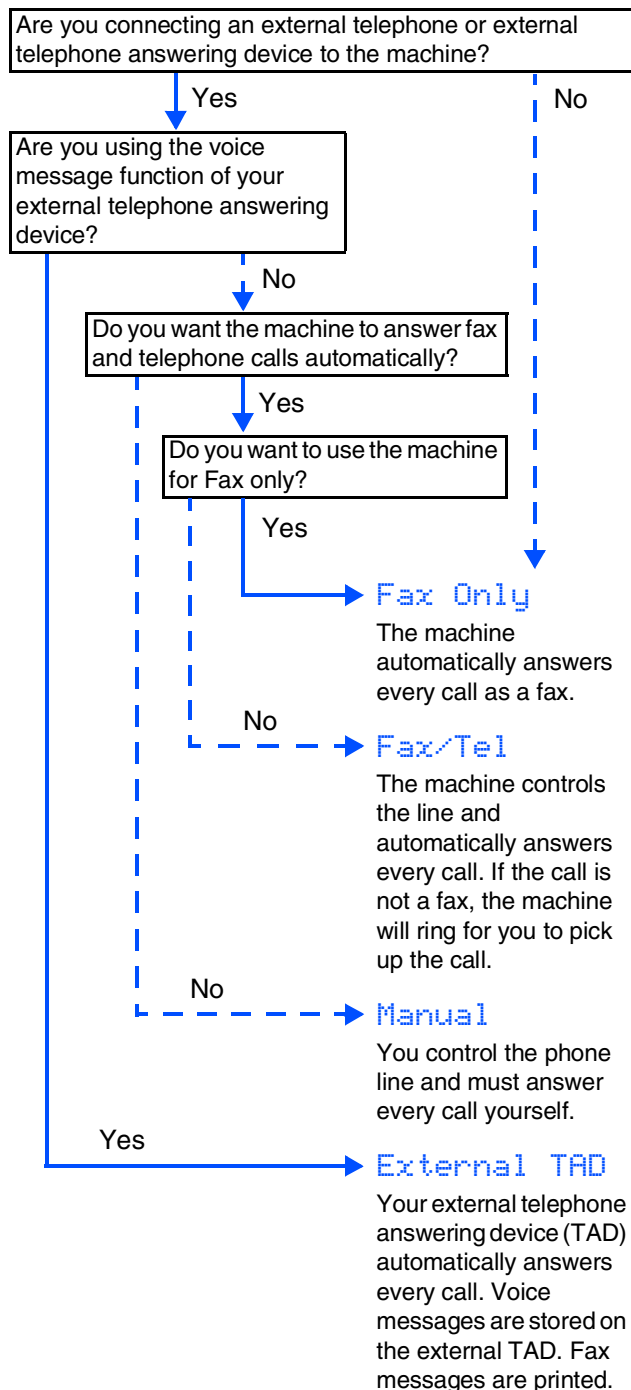 Are you connecting an external telephone or external
telephone answering device to the machine?
Yes
No
Are you using the voice
message function of your
external telephone answering
device?
No
Do you want the machine to answer fax
and telephone calls automatically?
Yes
Do you want to use the machine
for Fax only?
Yes
Fax Only
The machine
automatically answers
every call as a fax.
No
Fax/Tel
The machine controls
the line and
automatically answers
every call. If the call is
not a fax, the machine
will ring for you to pick
up the call.
No
Manual
You control the phone
line and must answer
every call yourself.
Yes
External TAD
Your external telephone
answering device (TAD)
automatically answers
every call. Voice
messages are stored on
the external TAD. Fax
messages are printed.